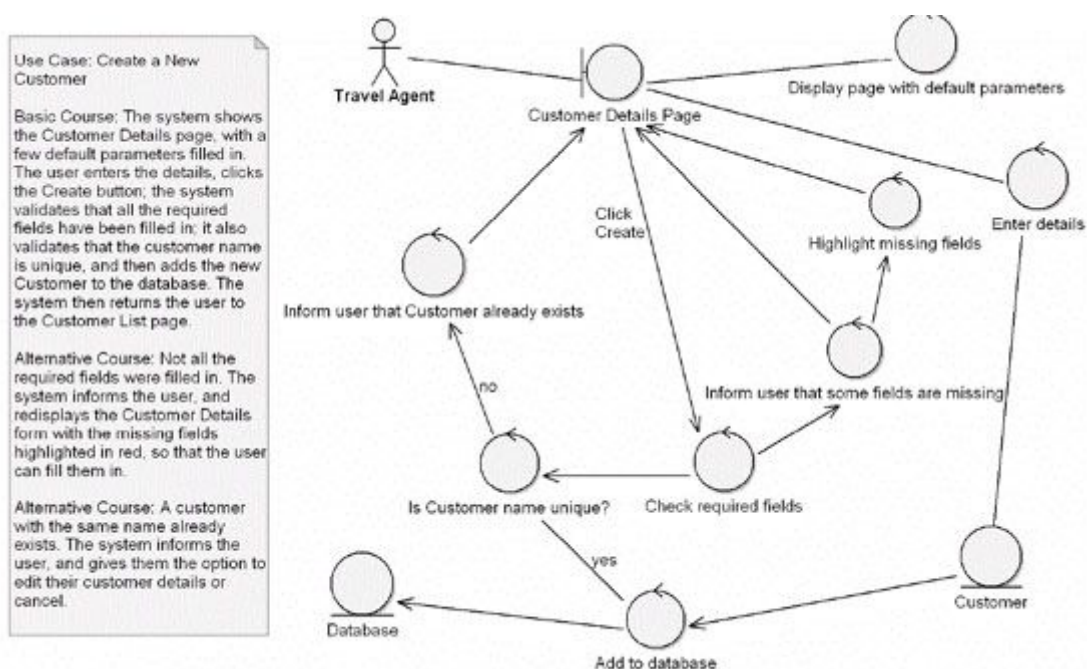 Use Case: Create a New
Customer
Basic Course: The system shows
the Customer Details page, with a
few default parameters filled in.
The user enters the details, clicks
the Create button; the system
validates that all the required
fields have been filled in; it also
validates that the customer name
is unique, and then adds the new
Customer to the database. The
system then returns the user to
the Customer List page.
Alternative Course: Not all the
required fields were filled in. The
system informs the user, and
redisplays the Customer Details
form with the missing fields
highlighted in red, so that the user
can fill them in.
Alternative Course: A customer
with the same name already
exists. The system informs the
user, and gives them the option to
edit their customer details or
cancel.
Travel Agent
Customer Details Page
Display page with default parameters
Click
Create
Highlight missing fields
Enter details
Inform user that Customer already exists
no
Inform user that some fields are missing
Is Customer name unique?
Check required fields
yes
Database
Customer
Add to database